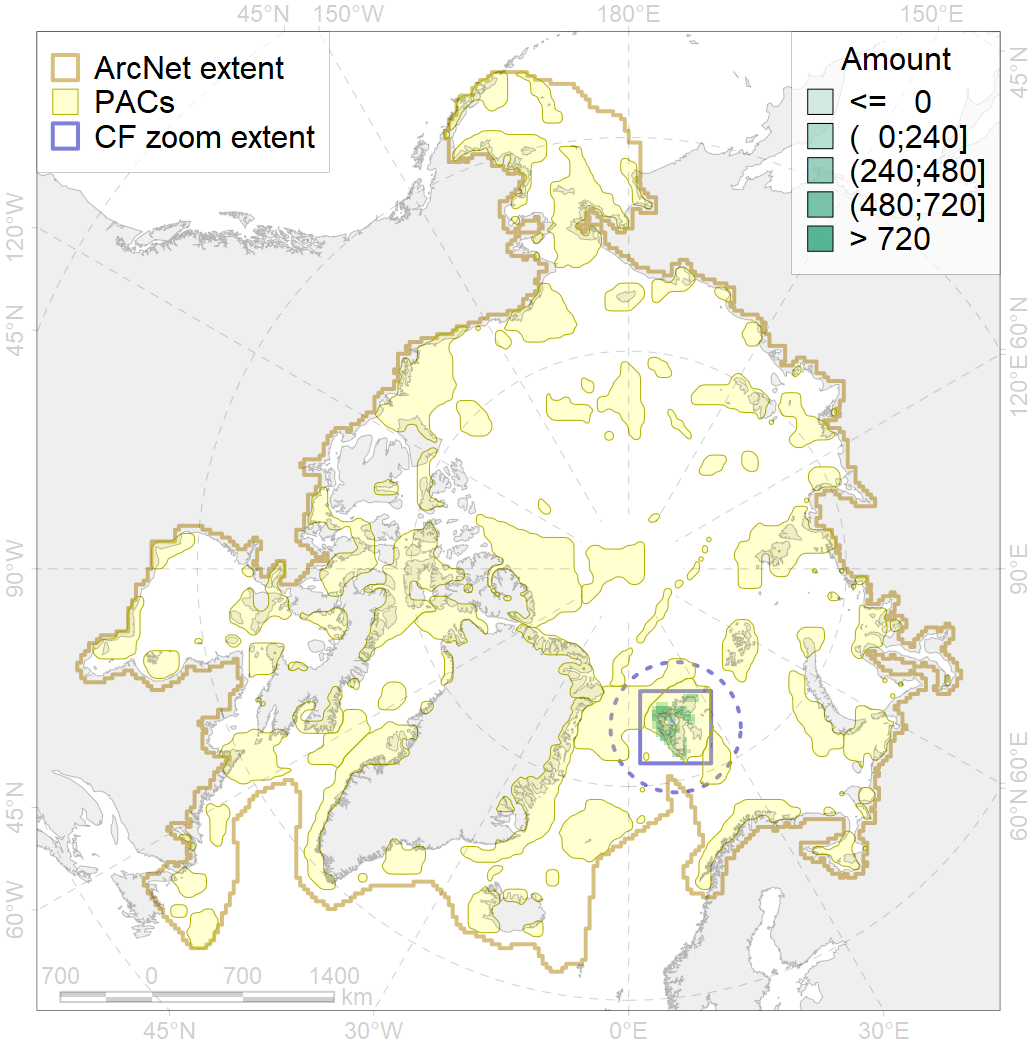 45°N 150°W 180°E 150°E
ArcNet extent
PACs
CF zoom extent
Amount
<= 0
( 0;240]
(240;480]
(480;720]
> 720
45°N
120°W
60°N
45°N
120°E
90°W
90°E
60°E
45°N
60°N
60°W
700 0 700 1400
km
45°W 30°W 0°E 30°E